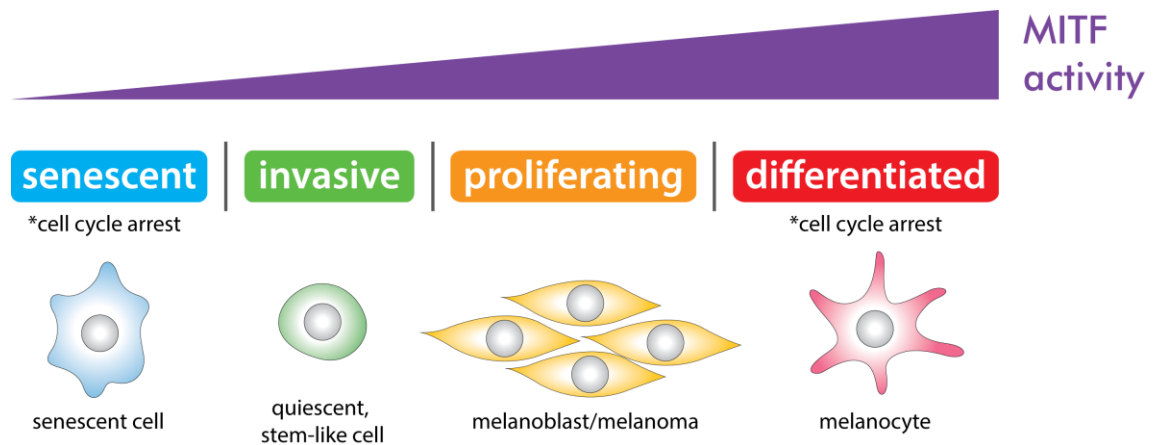 MITF
activity
senescent
invasive
proliferating
differentiated
*cell cycle arrest
*cell cycle arrest
senescent cell
quiescent,
stem-like cell
melanoblast/melanoma
melanocyte